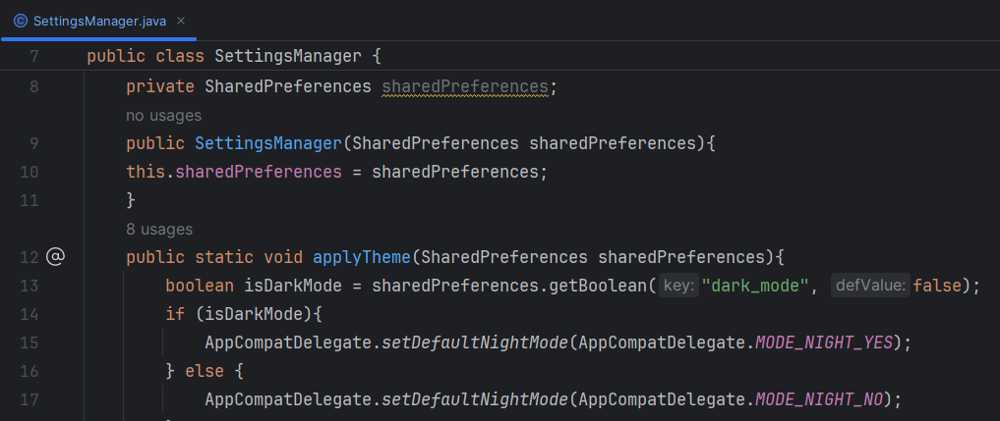 SettingsManager.java
7 public class SettingsManager {
8 private SharedPreferences sharedPreferences;
no usages
9 public SettingsManager(SharedPreferences sharedPreferences){
10 this.sharedPreferences = sharedPreferences;
11 }
8 usages
12 @ public static void applyTheme(SharedPreferences sharedPreferences){
13 boolean isDarkMode = sharedPreferences.getBoolean( key: "dark_mode", defValue: false);
14 if (isDarkMode){
15 AppCompatDelegate.setDefaultNightMode(AppCompatDelegate.MODE_NIGHT_YES);
16 } else {
17 AppCompatDelegate.setDefaultNightMode(AppCompatDelegate.MODE_NIGHT_NO);